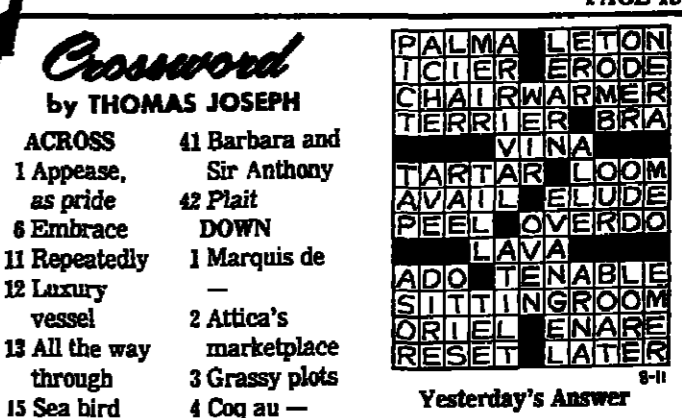 Crossword
by THOMAS JOSEPH
ACROSS
1 Appease,
as pride
6 Embrace
11 Repeatedly
12 Luxury
vessel
13 All the way
through
15 Sea bird
41 Barbara and
Sir Anthony
42 Plait
DOWN
1 Marquis de
—
2 Attica's
marketplace
3 Grassy plots
4 Coq au —
PALMA LETON
ICIER ERODE
CHAIRWARMER
TERRIER BRA
VINA
TARTAR LOOM
AVAIL ELUDE
PEEL OVERDO
LAVA
ADO TENABLE
SITTINGROOM
ORIEL ENARE
RESET LATER
8-11
Yesterday's Answer